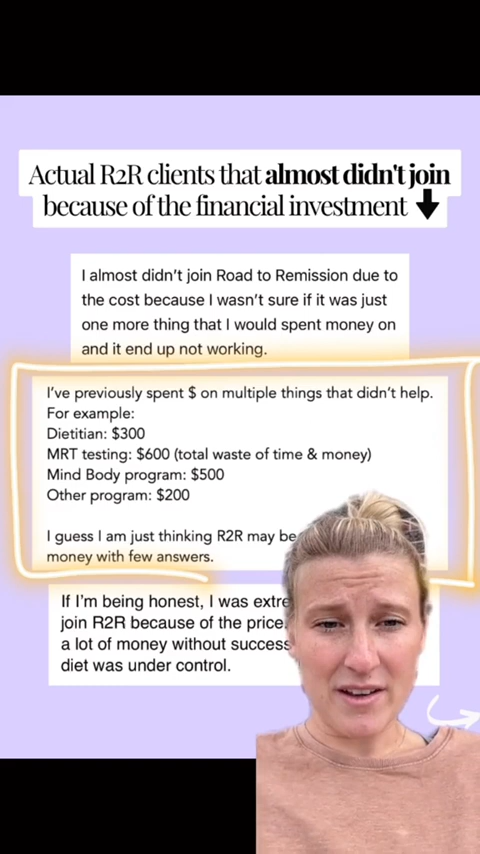 Actual R2R clients that almost didn't join
because of the financial investment
I almost didn't join Road to Remission due to
the cost because I wasn't sure if it was just
one more thing that I would spent money on
and it end up not working.
I've previously spent $ on multiple things that didn't help.
For example:
Dietitian: $300
MRT testing: $600 (total waste of time & money)
Mind Body program: $500
Other program: $200
I guess I am just thinking R2R may be
money with few answers.
If I'm being honest, I was extre
join R2R because of the price.
a lot of money without success
diet was under control.